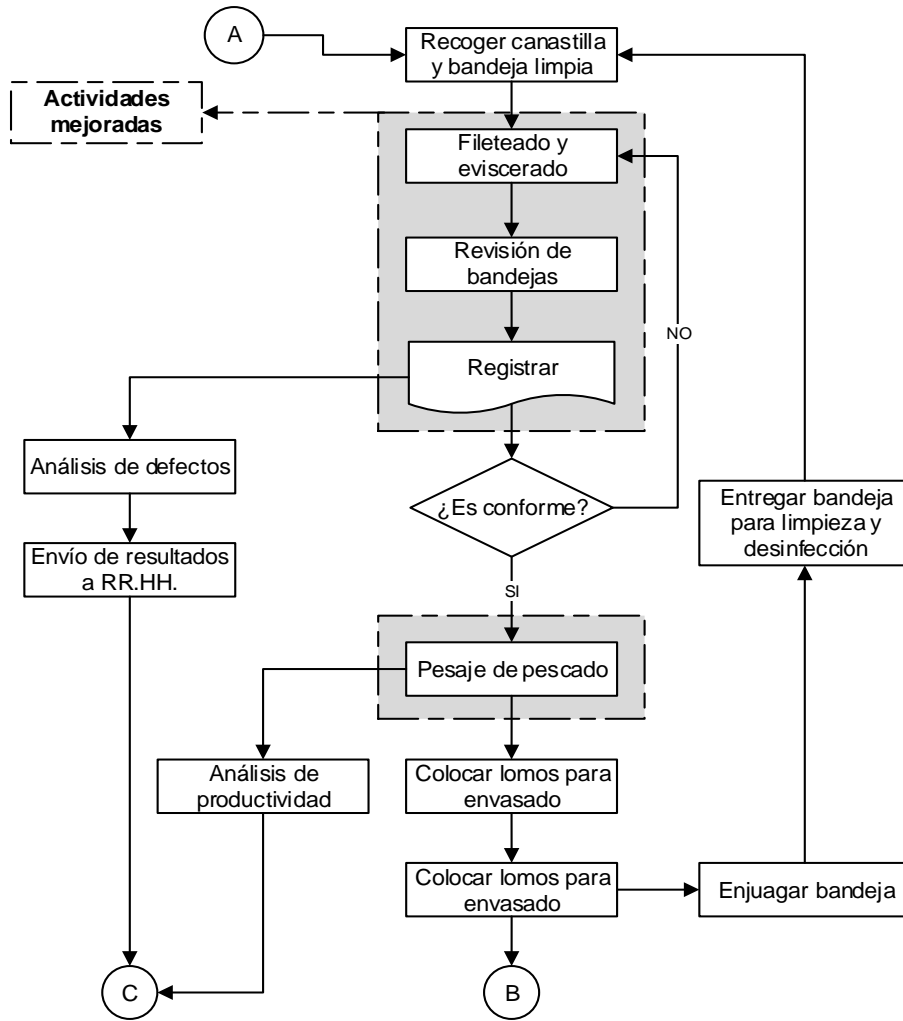 A
Recoger canastilla
y bandeja limpia
Actividades
mejoradas
Fileteado y
eviscerado
Revisión de
bandejas
NO
Registrar
Análisis de defectos
¿Es conforme?
Entregar bandeja
para limpieza y
desinfección
Envío de resultados
a RR.HH.
SI
Pesaje de pescado
Análisis de
productividad
Colocar lomos para
envasado
Colocar lomos para
envasado
Enjuagar bandeja
C
B